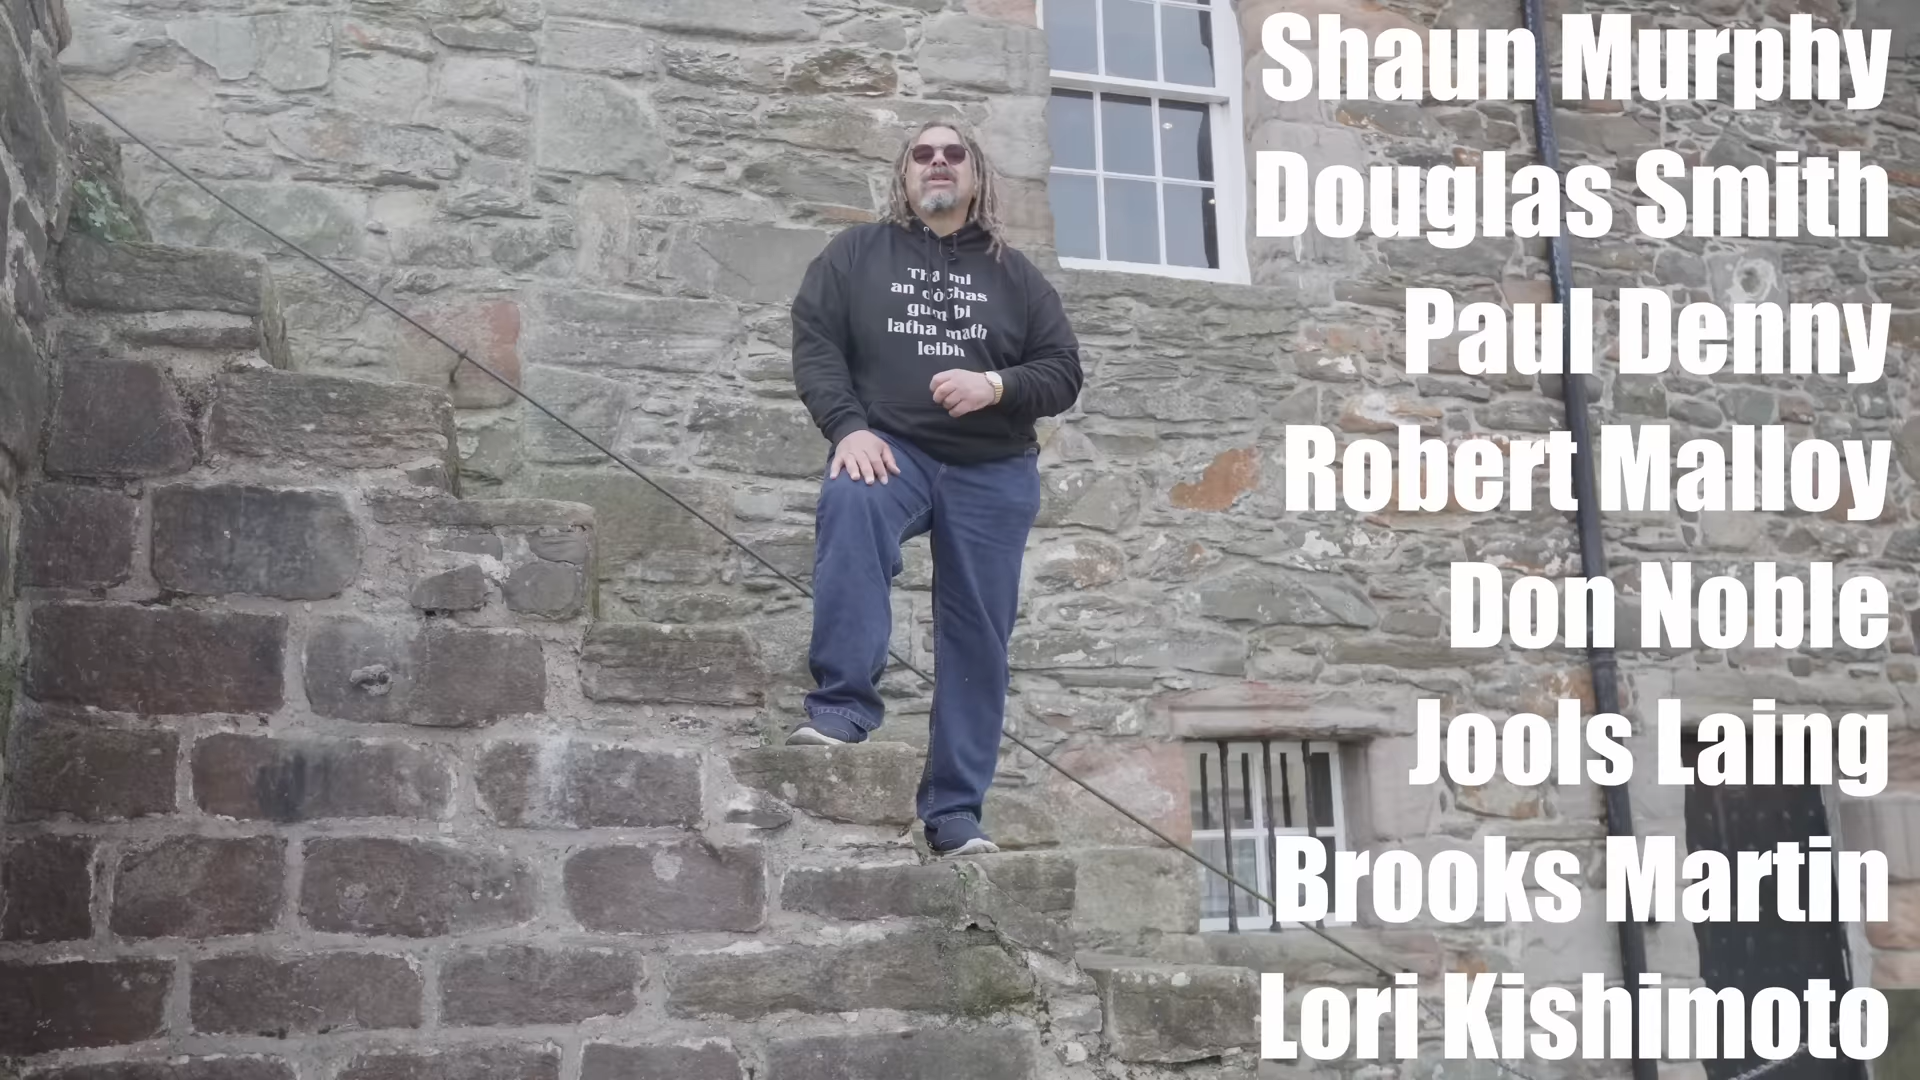 Shaun Murphy
Douglas Smith
Paul Denny
Robert Malloy
Don Noble
Jools Laing
Brooks Martin
Lori Kishimoto
Tha mi
an dòchas
gum bi
latha math
leibh